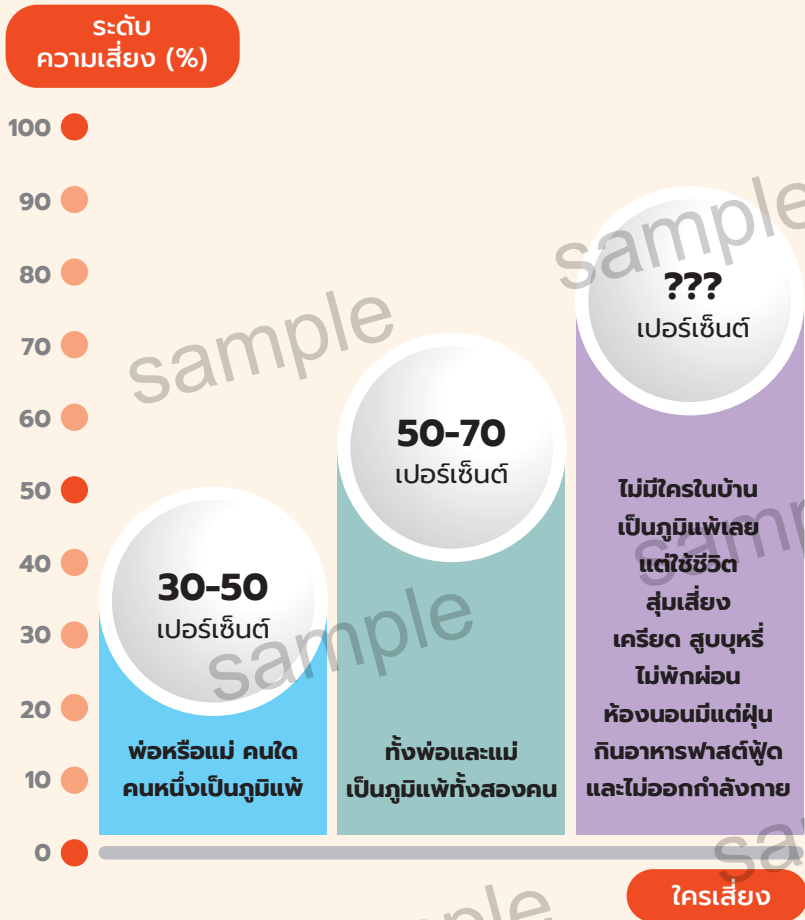 ระดับ
ความเสี่ยง (%)
100
90
80
70
60
50
40
30
20
10
0
30-50
เปอร์เซ็นต์
พ่อหรือแม่ คนใด
คนหนึ่งเป็นภูมิแพ้
50-70
เปอร์เซ็นต์
ทั้งพ่อและแม่
เป็นภูมิแพ้ทั้งสองคน
???
เปอร์เซ็นต์
ไม่มีใครในบ้าน
เป็นภูมิแพ้เลย
แต่ใช้ชีวิต
สุ่มเสี่ยง
เครียด สูบบุหรี่
ไม่พักผ่อน
ห้องนอนมีแต่ฝุ่น
กินอาหารฟาสต์ฟู้ด
และไม่ออกกำลังกาย
ใครเสี่ยง
sample
sample
sample
samp
sa
ple